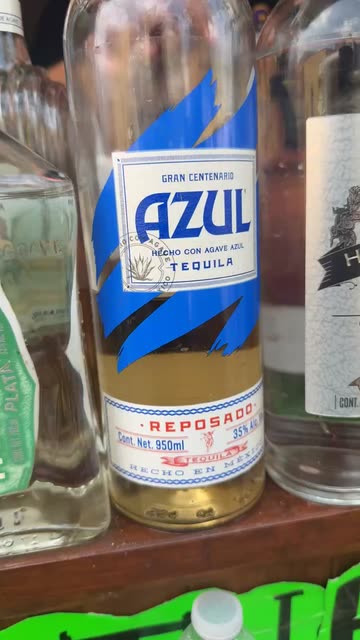 GRAN CENTENARIO
AZUL
HECHO CON AGAVE AZUL
TEQUILA
REPOSADO
Cont. Net. 950ml
35% Alc.
TEQUILA
HECHO EN MÉXICO
PLATA
CONT.